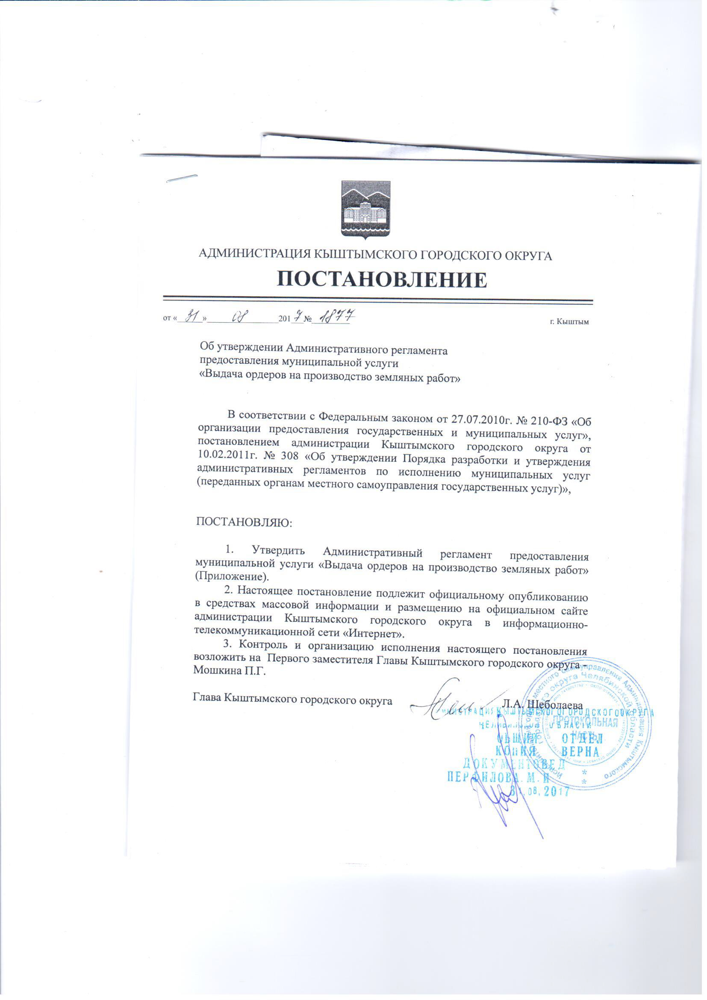 АДМИНИСТРАЦИЯ КЫШТЫМСКОГО ГОРОДСКОГО ОКРУГА
ПОСТАНОВЛЕНИЕ
от « 31 » 08 2017 № 1877 г. Кыштым
Об утверждении Административного регламента
предоставления муниципальной услуги
«Выдача ордеров на производство земляных работ»
В соответствии с Федеральным законом от 27.07.2010г. № 210-ФЗ «Об
организации предоставления государственных и муниципальных услуг»,
постановлением администрации Кыштымского городского округа от
10.02.2011г. № 308 «Об утверждении Порядка разработки и утверждения
административных регламентов по исполнению муниципальных услуг
(переданных органам местного самоуправления государственных услуг)»,
ПОСТАНОВЛЯЮ:
1. Утвердить Административный регламент предоставления
муниципальной услуги «Выдача ордеров на производство земляных работ»
(Приложение).
2. Настоящее постановление подлежит официальному опубликованию
в средствах массовой информации и размещению на официальном сайте
администрации Кыштымского городского округа в информационно-
телекоммуникационной сети «Интернет».
3. Контроль и организацию исполнения настоящего постановления
возложить на Первого заместителя Главы Кыштымского городского округа -
Мошкина П.Г.
Глава Кыштымского городского округа Л.А. Шеболаева
КЫШТЫМСКОГО ГОРОДСКОГО ОКРУГА
ОБЛАСТИ
ПРОТОКОЛЬНАЯ
ЧАСТЬ
ОБЩИЙ ОТДЕЛ
КОПИЯ ВЕРНА
ДОКУМЕНТОВЕД
ПЕРФИЛОВА М. И
31.08.2017
местного самоуправления Администрация Кыштымского
городского округа Челябинской области